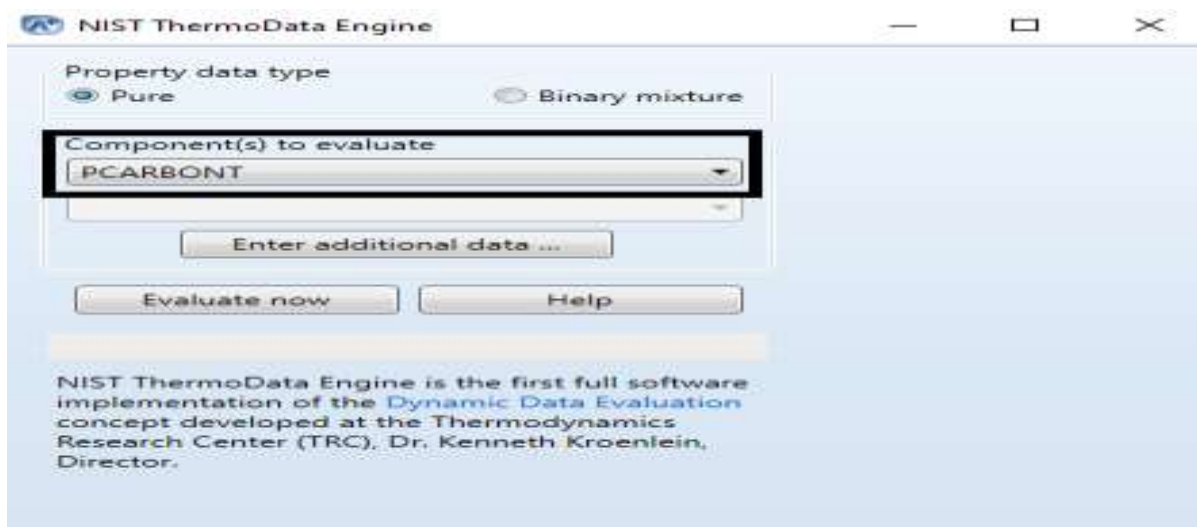 NIST ThermoData Engine
Property data type
Pure
Binary mixture
Component(s) to evaluate
PCARBONT
Enter additional data ...
Evaluate now
Help
NIST ThermoData Engine is the first full software
implementation of the Dynamic Data Evaluation
concept developed at the Thermodynamics
Research Center (TRC), Dr. Kenneth Kroenlein,
Director.